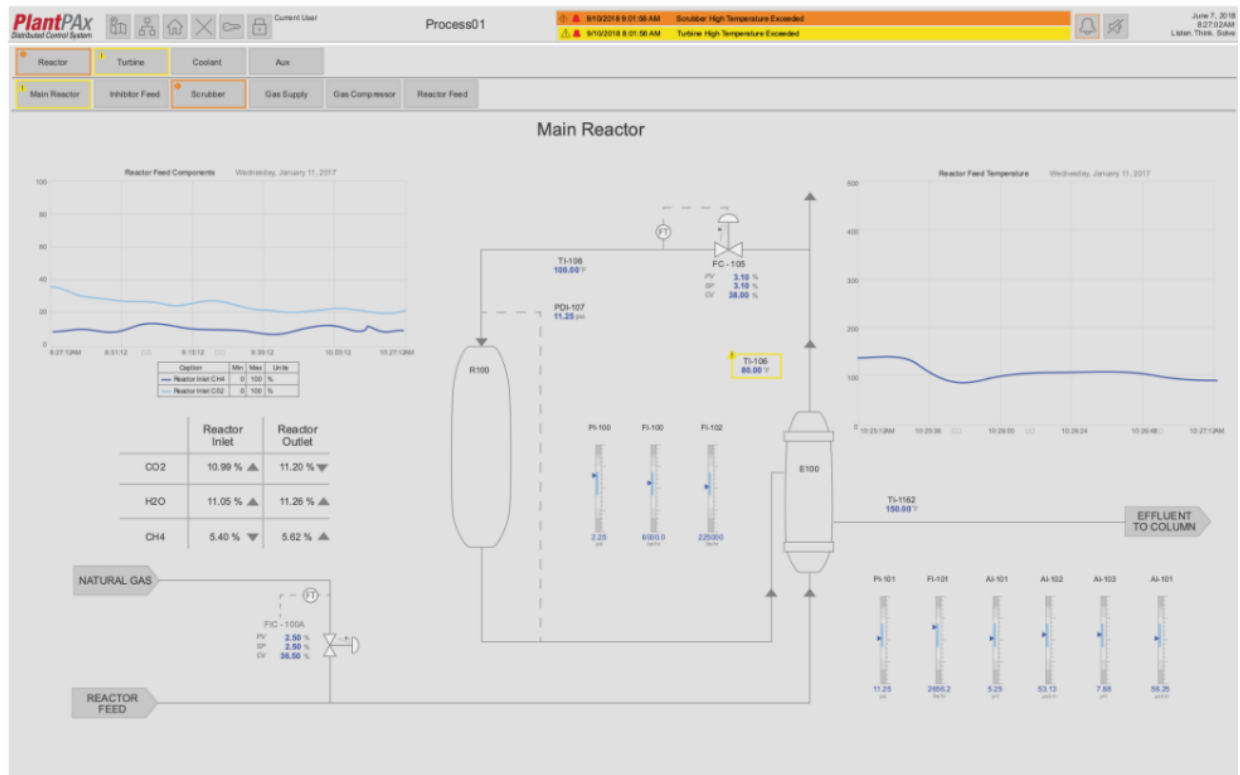 PlantPAx
Distributed Control System
Current User
Process01
9/10/2018 9:01:56 AM Scrubber High Temperature Exceeded
9/10/2018 8:01:56 AM Turbine High Temperature Exceeded
June 7, 2018
8:27:02AM
Listen. Think. Solve
Reactor
Turbine
Coolant
Aux
Main Reactor
Inhibitor Feed
Scrubber
Gas Supply
Gas Compressor
Reactor Feed
Main Reactor
Reactor Feed Components Wednesday, January 11, 2017
100
80
60
40
20
0
8:27:12AM 8:51:12 9:15:12 9:39:12 10:03:12 10:27:12AM
Caption Min Max Units
Reactor Inlet CH4 0 100 %
Reactor Inlet CO2 0 100 %
Reactor Inlet
Reactor Outlet
CO2 10.99 % 11.20 %
H2O 11.05 % 11.26 %
CH4 5.40 % 5.62 %
NATURAL GAS
FT
FIC - 100A
PV 2.50 %
SP 2.50 %
CV 36.50 %
REACTOR
FEED
FT
TI-106
100.00 °F
FC - 105
PV 3.10 %
SP 3.10 %
CV 38.00 %
PDI-107
11.25 psi
R100
TI-106
80.00 °F
PI-100 FI-100 FI-102
2.25 6000.0 225000
E100
Reactor Feed Temperature Wednesday, January 11, 2017
500
400
300
200
100
0
10:25:12AM 10:25:36 10:26:00 10:26:24 10:26:48 10:27:12AM
TI-1162
150.00 °F
EFFLUENT
TO COLUMN
PI-101 FI-101 AI-101 AI-102 AI-103 AI-101
11.25 2656.2 5.25 53.13 7.88 56.25